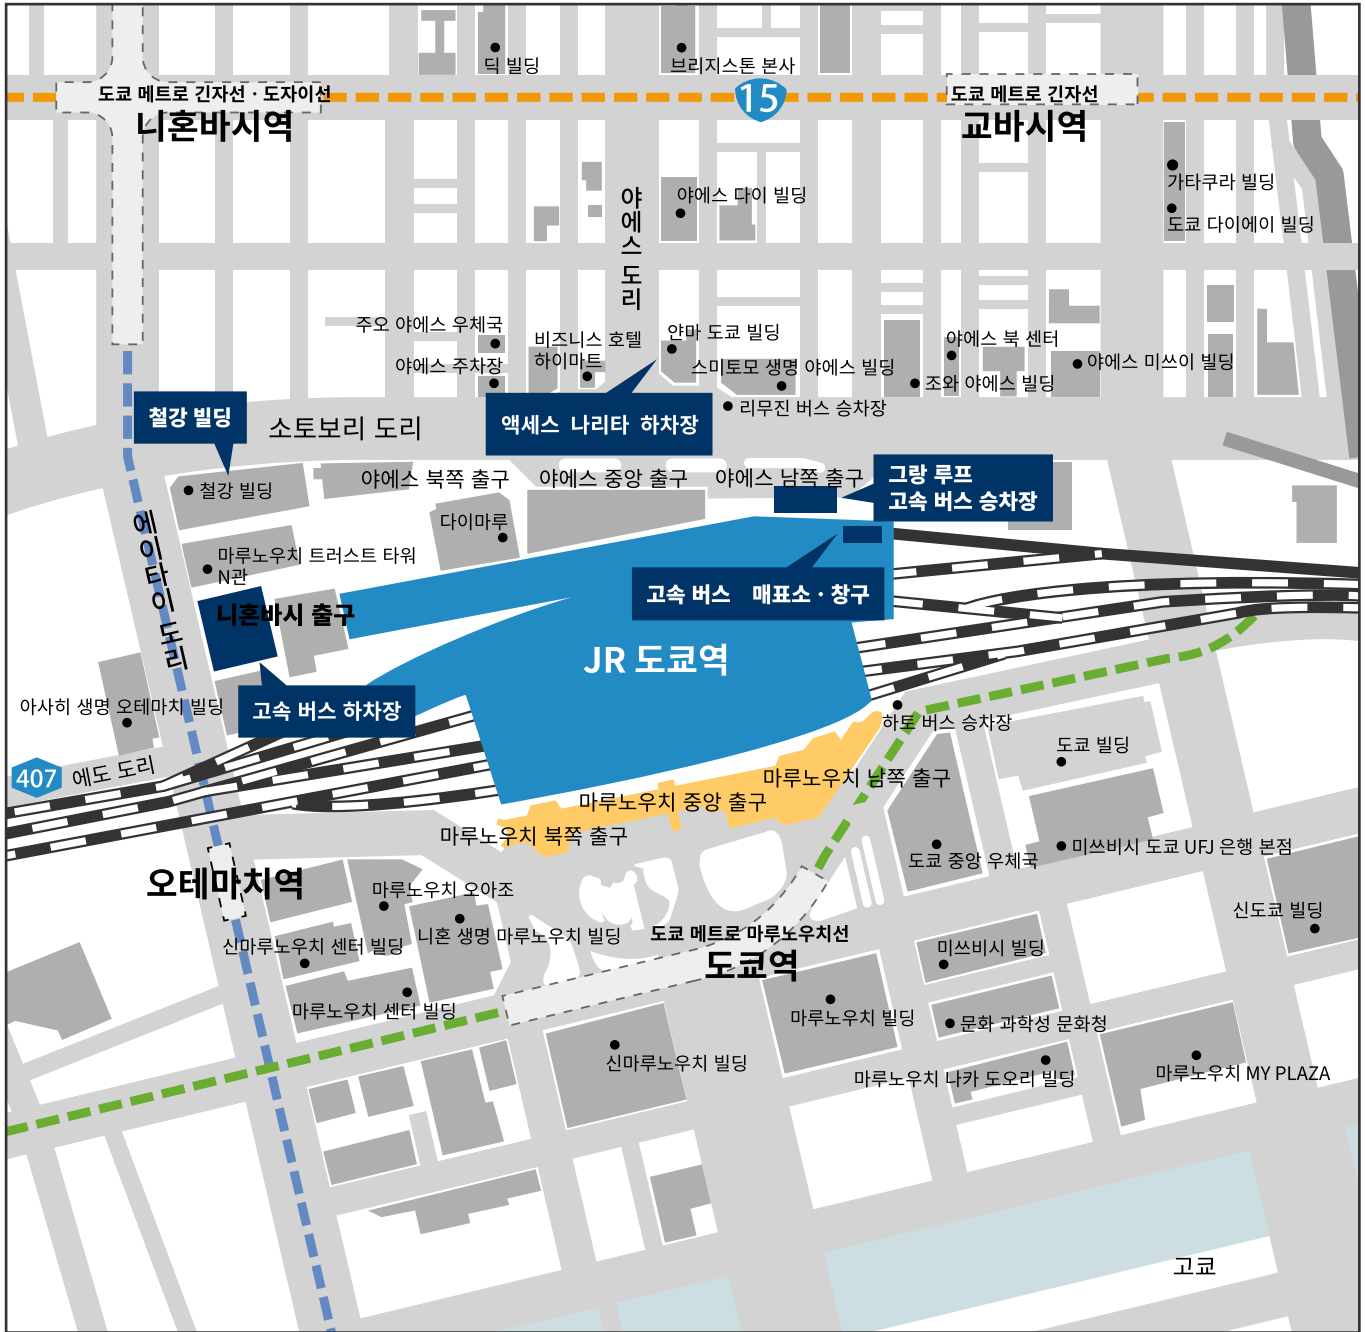 딕 빌딩
브리지스톤 본사
도쿄 메트로 긴자선 · 도자이선
니혼바시역
15
도쿄 메트로 긴자선
교바시역
가타쿠라 빌딩
도쿄 다이에이 빌딩
야에스 다이 빌딩
야에스 도리
주오 야에스 우체국
야에스 주차장
비즈니스 호텔
하이마트
얀마 도쿄 빌딩
스미토모 생명 야에스 빌딩
리무진 버스 승차장
야에스 북 센터
조와 야에스 빌딩
야에스 미쓰이 빌딩
철강 빌딩
소토보리 도리
액세스 나리타 하차장
야에스 북쪽 출구
야에스 중앙 출구
야에스 남쪽 출구
그랑 루프
고속 버스 승차장
철강 빌딩
다이마루
에이타이 도리
마루노우치 트러스트 타워
N관
니혼바시 출구
고속 버스 매표소 · 창구
JR 도쿄역
고속 버스 하차장
아사히 생명 오테마치 빌딩
407
에도 도리
하토 버스 승차장
도쿄 빌딩
마루노우치 남쪽 출구
마루노우치 중앙 출구
마루노우치 북쪽 출구
도쿄 중앙 우체국
미쓰비시 도쿄 UFJ 은행 본점
오테마치역
마루노우치 오아조
니혼 생명 마루노우치 빌딩
신마루노우치 센터 빌딩
마루노우치 센터 빌딩
도쿄 메트로 마루노우치선
도쿄역
신도쿄 빌딩
미쓰비시 빌딩
마루노우치 빌딩
문화 과학성 문화청
신마루노우치 빌딩
마루노우치 나카 도오리 빌딩
마루노우치 MY PLAZA
고쿄